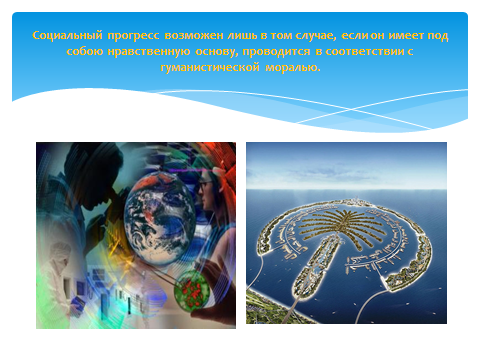 Социальный прогресс возможен лишь в том случае, если он имеет под
собою нравственную основу, проводится в соответствии с
гуманистической моралью.